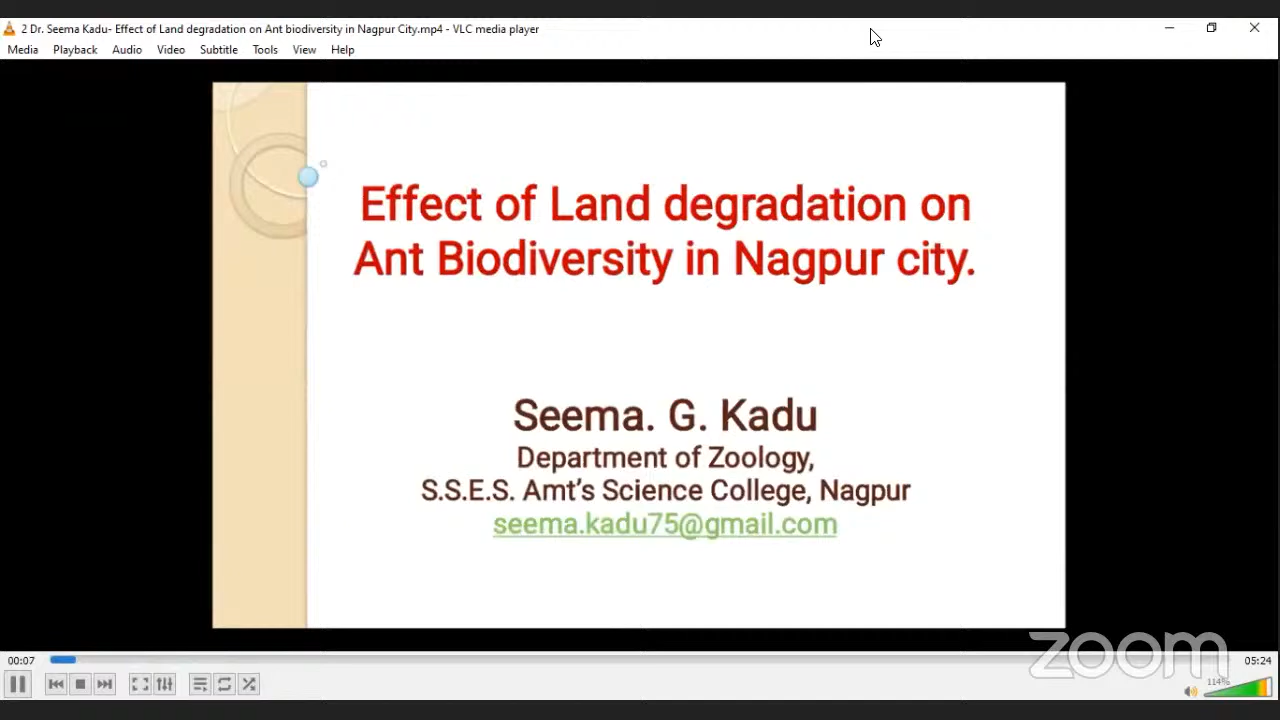 2 Dr. Seema Kadu- Effect of Land degradation on Ant biodiversity in Nagpur City.mp4 - VLC media player
Media Playback Audio Video Subtitle Tools View Help
Effect of Land degradation on
Ant Biodiversity in Nagpur city.
Seema. G. Kadu
Department of Zoology,
S.S.E.S. Amt's Science College, Nagpur
seema.kadu75@gmail.com
zoom
00:07
05:24
114%